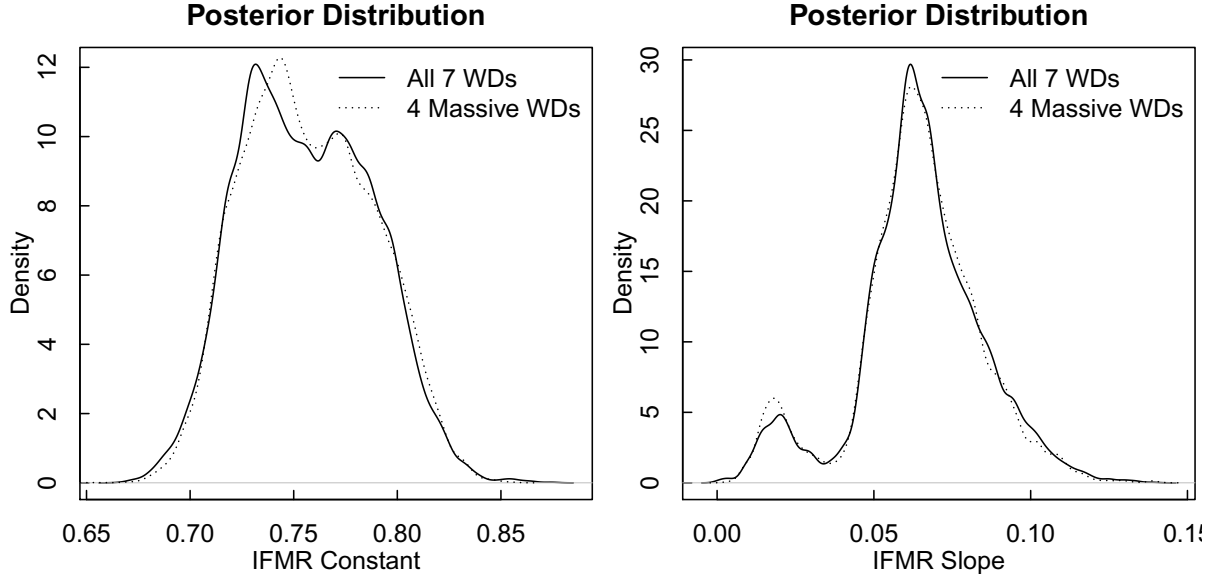 Posterior Distribution
Density
12
10
8
6
4
2
0
All 7 WDs
4 Massive WDs
0.65 0.70 0.75 0.80 0.85
IFMR Constant
Posterior Distribution
Density
30
25
20
15
10
5
0
All 7 WDs
4 Massive WDs
0.00 0.05 0.10 0.15
IFMR Slope